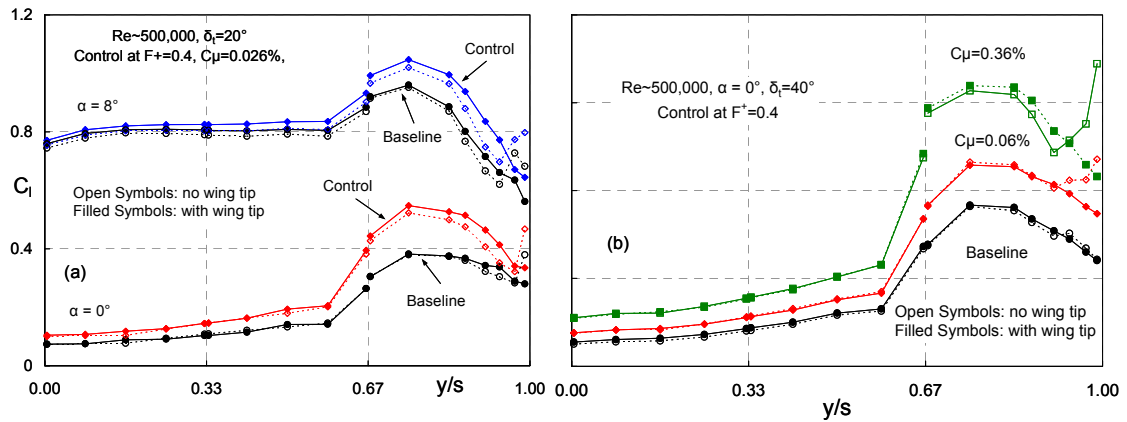 1.2
0.8
0.4
0
C_l
Re~500,000, δ_t=20°
Control at F+=0.4, Cμ=0.026%,
Control
α = 8°
Baseline
Open Symbols: no wing tip
Filled Symbols: with wing tip
Control
(a)
Baseline
α = 0°
0.00
0.33
0.67
1.00
y/s
Cμ=0.36%
Re~500,000, α = 0°, δ_t=40°
Control at F⁺=0.4
Cμ=0.06%
(b)
Baseline
Open Symbols: no wing tip
Filled Symbols: with wing tip
0.00
0.33
0.67
1.00
y/s